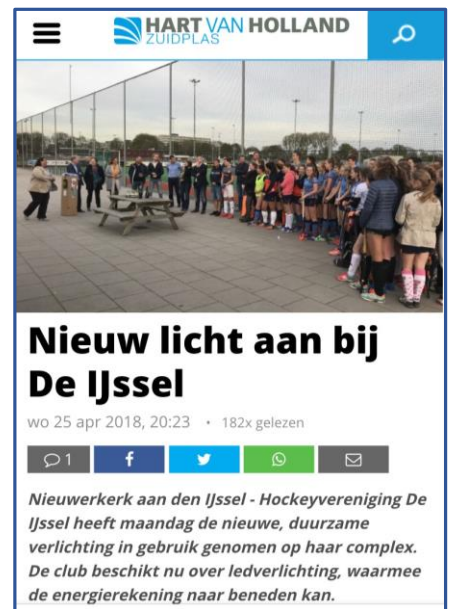 HART VAN HOLLAND
ZUIDPLAS
Nieuw licht aan bij
De IJssel
wo 25 apr 2018, 20:23 • 182x gelezen
1
Nieuwerkerk aan den IJssel - Hockeyvereniging De
IJssel heeft maandag de nieuwe, duurzame
verlichting in gebruik genomen op haar complex.
De club beschikt nu over ledverlichting, waarmee
de energierekening naar beneden kan.